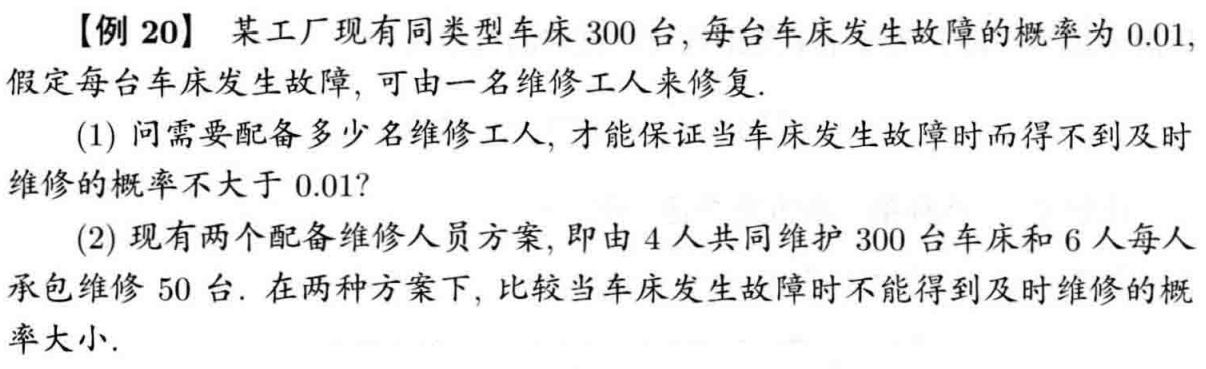 【例 20】 某工厂现有同类型车床 300 台, 每台车床发生故障的概率为 0.01,
假定每台车床发生故障, 可由一名维修工人来修复.
(1) 问需要配备多少名维修工人, 才能保证当车床发生故障时而得不到及时
维修的概率不大于 0.01?
(2) 现有两个配备维修人员方案, 即由 4 人共同维护 300 台车床和 6 人每人
承包维修 50 台. 在两种方案下, 比较当车床发生故障时不能得到及时维修的概
率大小.